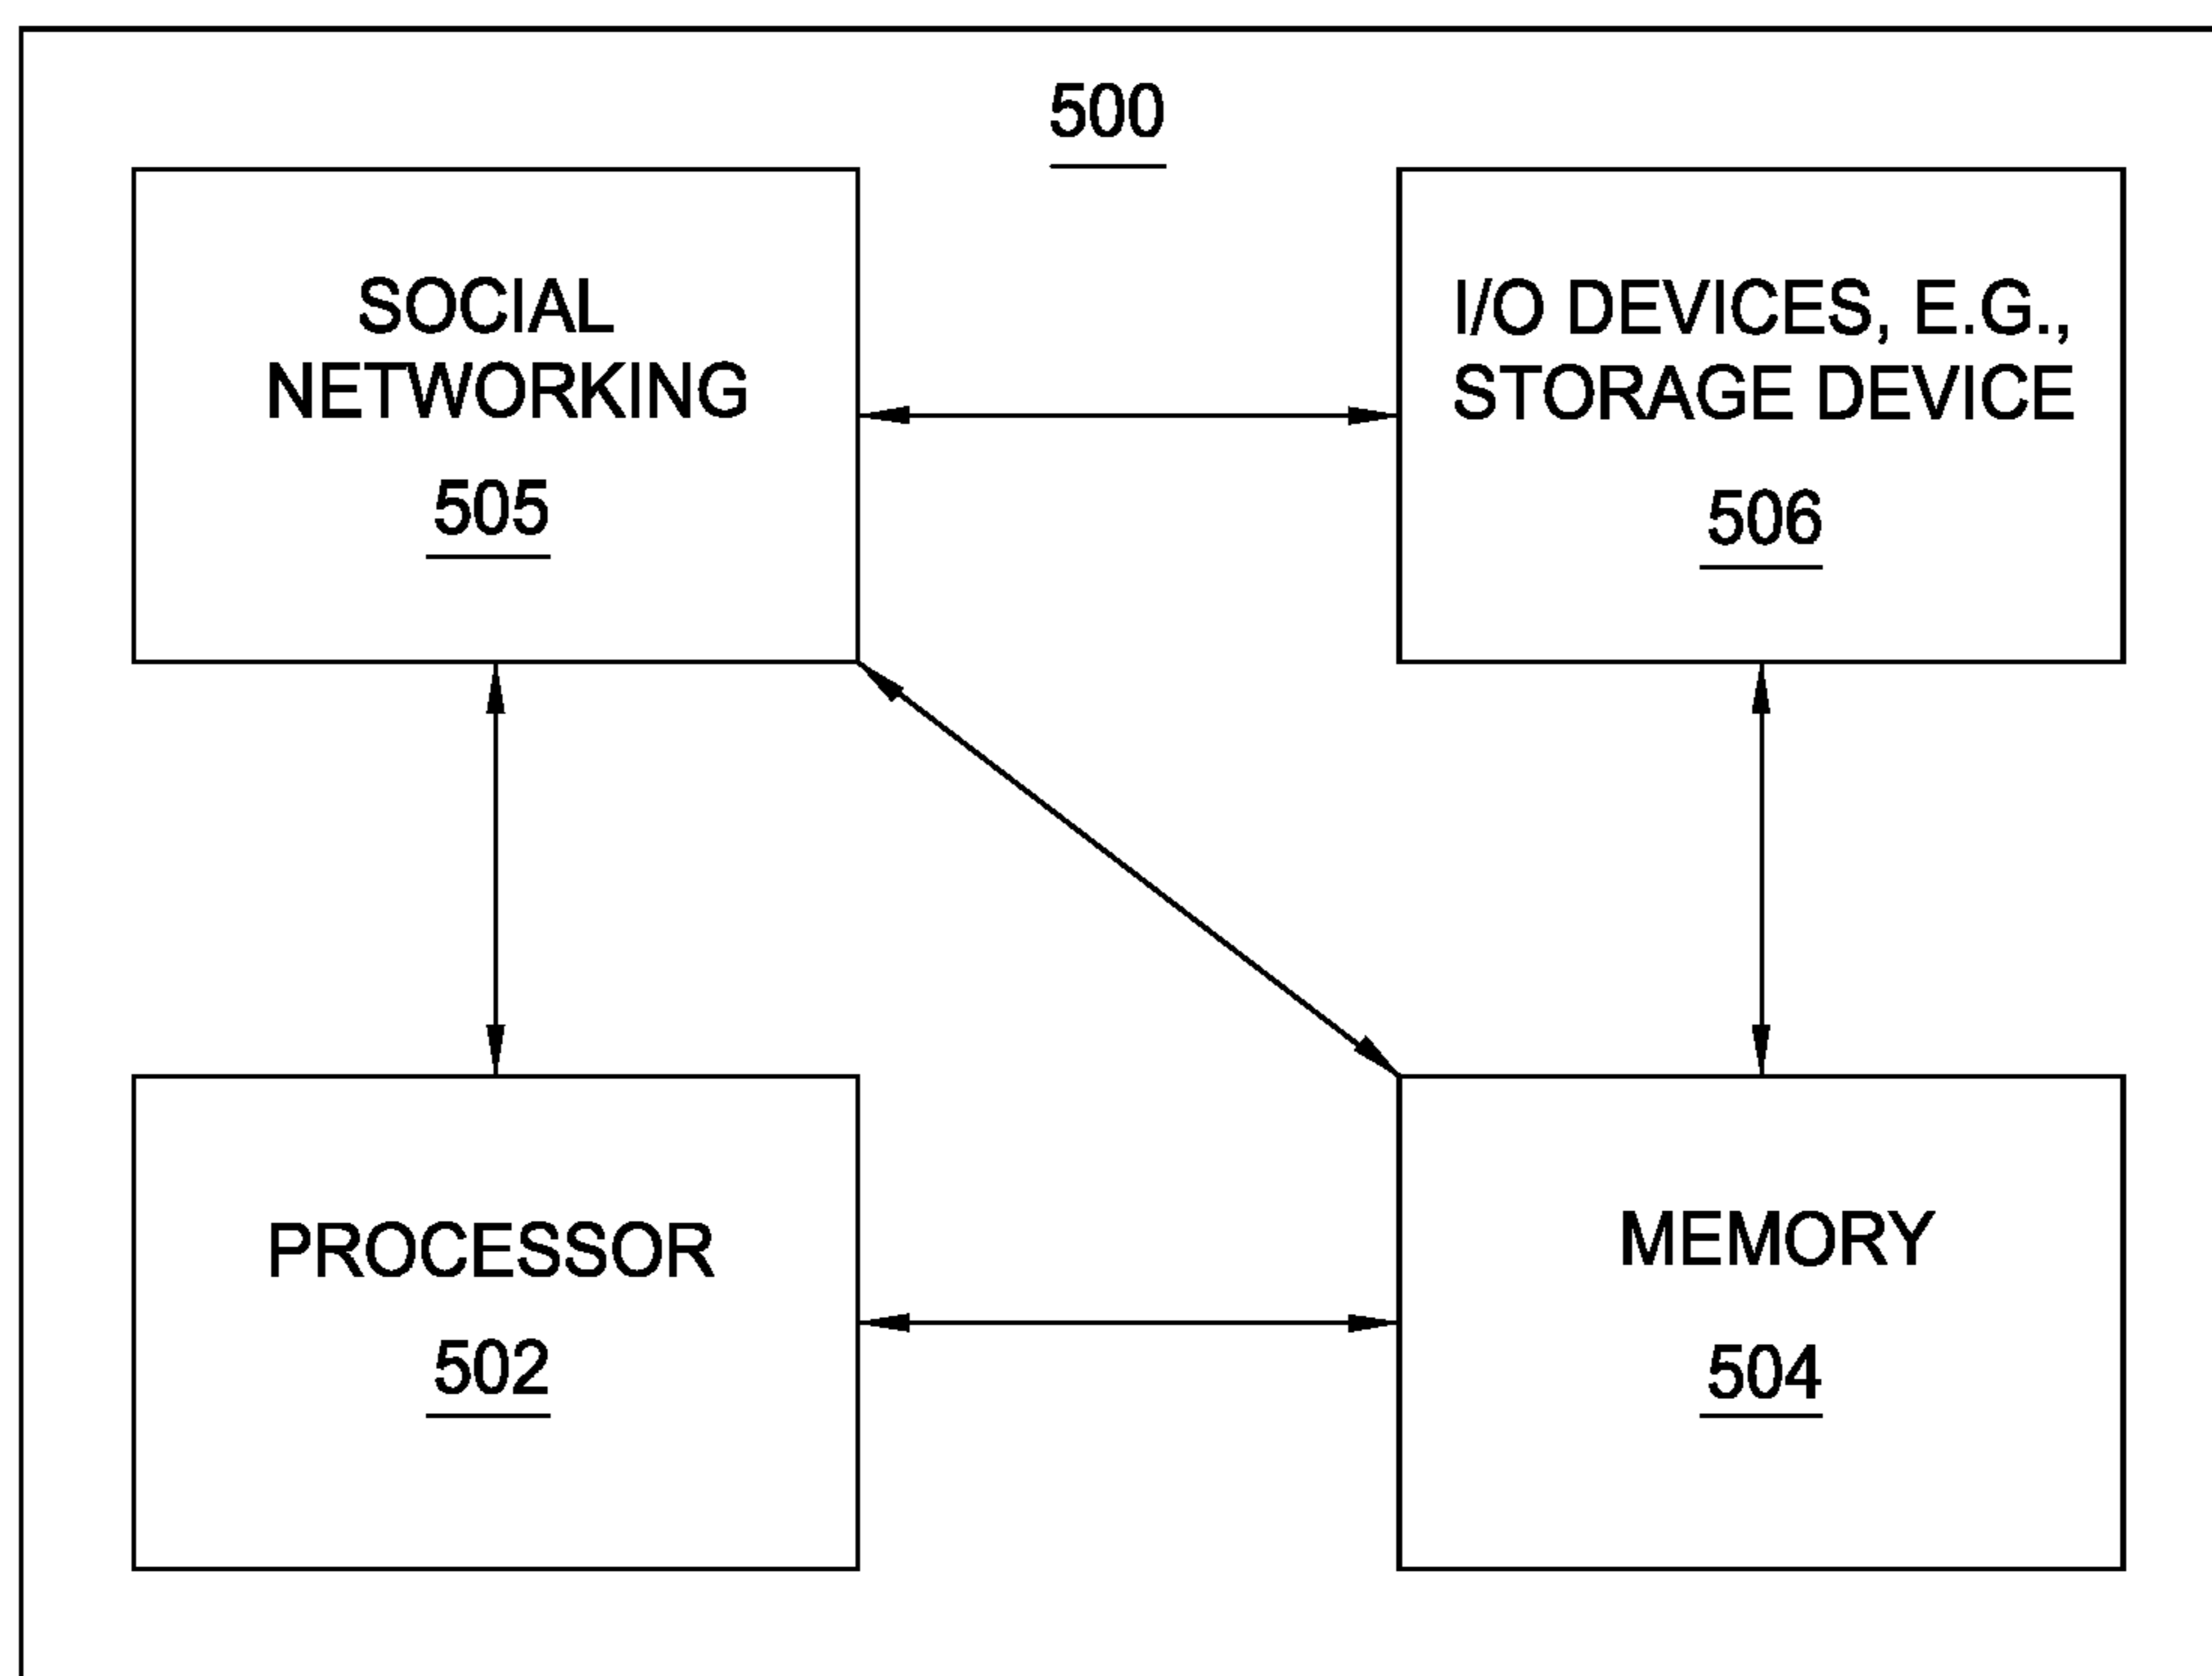 500
SOCIAL
NETWORKING
505
I/O DEVICES, E.G.,
STORAGE DEVICE
506
PROCESSOR
502
MEMORY
504